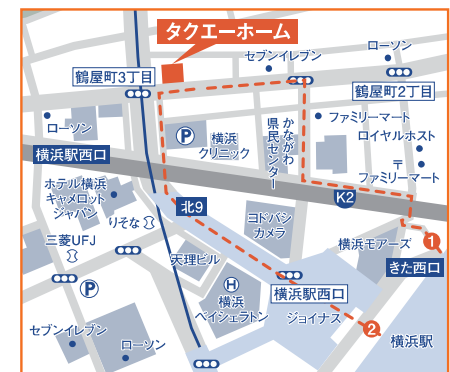 タクエーホーム
セブンイレブン
ローソン
鶴屋町3丁目
鶴屋町2丁目
ローソン
P
横浜
クリニック
かながわ
県民センター
ファミリーマート
ロイヤルホスト
〒
ファミリーマート
横浜駅西口
K2
ホテル横浜
キャメロット
ジャパン
北9
りそな
ヨドバシ
カメラ
横浜モアーズ
1
きた西口
三菱UFJ
天理ビル
P
H
横浜
ベイシェラトン
横浜駅西口
ジョイナス
2
横浜駅
セブンイレブン
ローソン